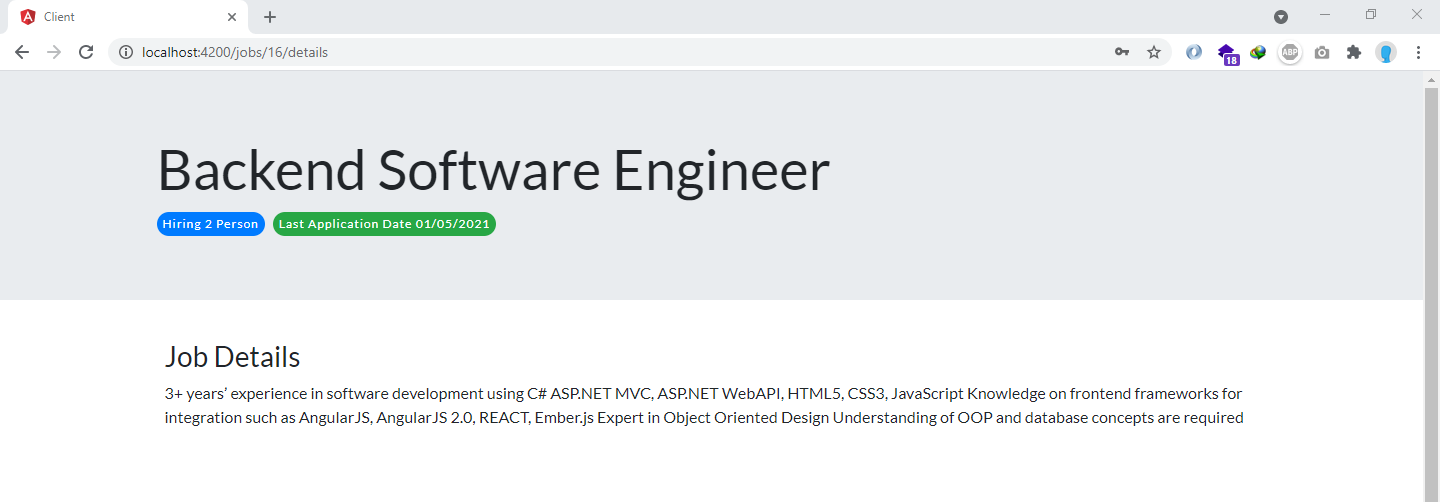 Client
localhost:4200/jobs/16/details
ABP
18
Backend Software Engineer
Hiring 2 Person
Last Application Date 01/05/2021
Job Details
3+ years’ experience in software development using C# ASP.NET MVC, ASP.NET WebAPI, HTML5, CSS3, JavaScript Knowledge on frontend frameworks for
integration such as AngularJS, AngularJS 2.0, REACT, Ember.js Expert in Object Oriented Design Understanding of OOP and database concepts are required